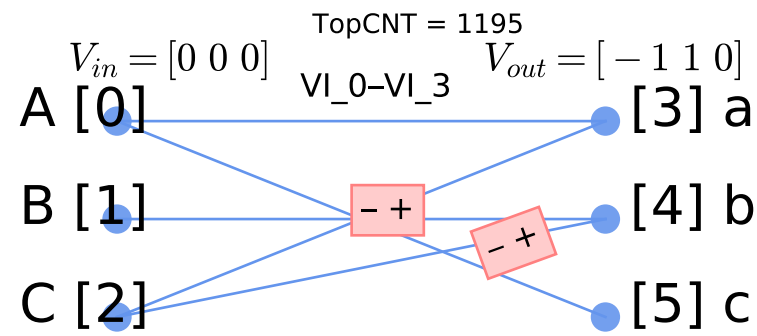 TopCNT = 1195
V_in = [0 0 0]
V_out = [−1 1 0]
VI_0–VI_3
A [0]
[3] a
− +
B [1]
[4] b
− +
C [2]
[5] c